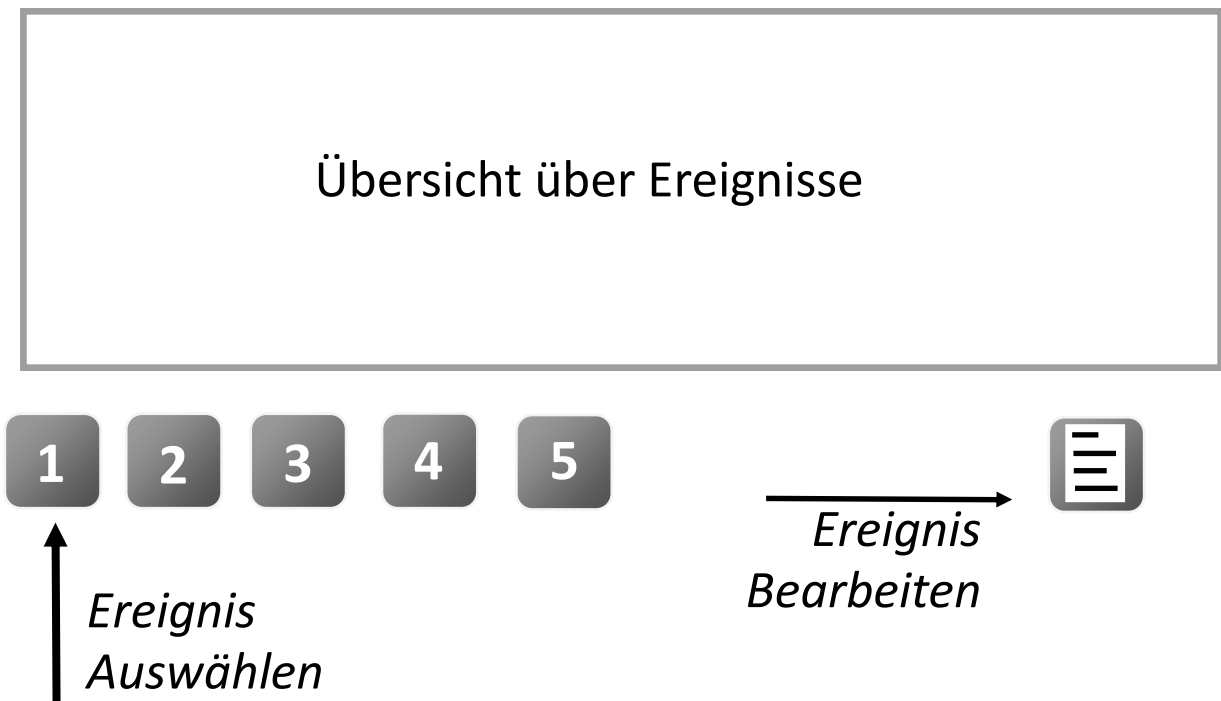 Übersicht über Ereignisse
1 2 3 4 5
Ereignis
Bearbeiten
Ereignis
Auswählen